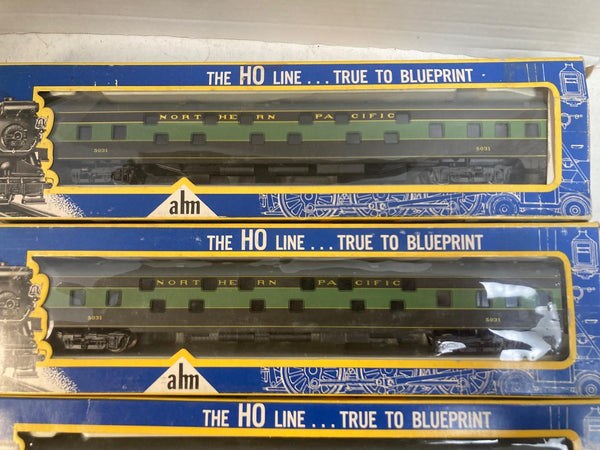 THE HO LINE . . . TRUE TO BLUEPRINT
NORTHERN PACIFIC
5031 5031
ahm
THE HO LINE . . . TRUE TO BLUEPRINT
NORTHERN PACIFIC
5031 5031
ahm
THE HO LINE . . . TRUE TO BLUEPRINT